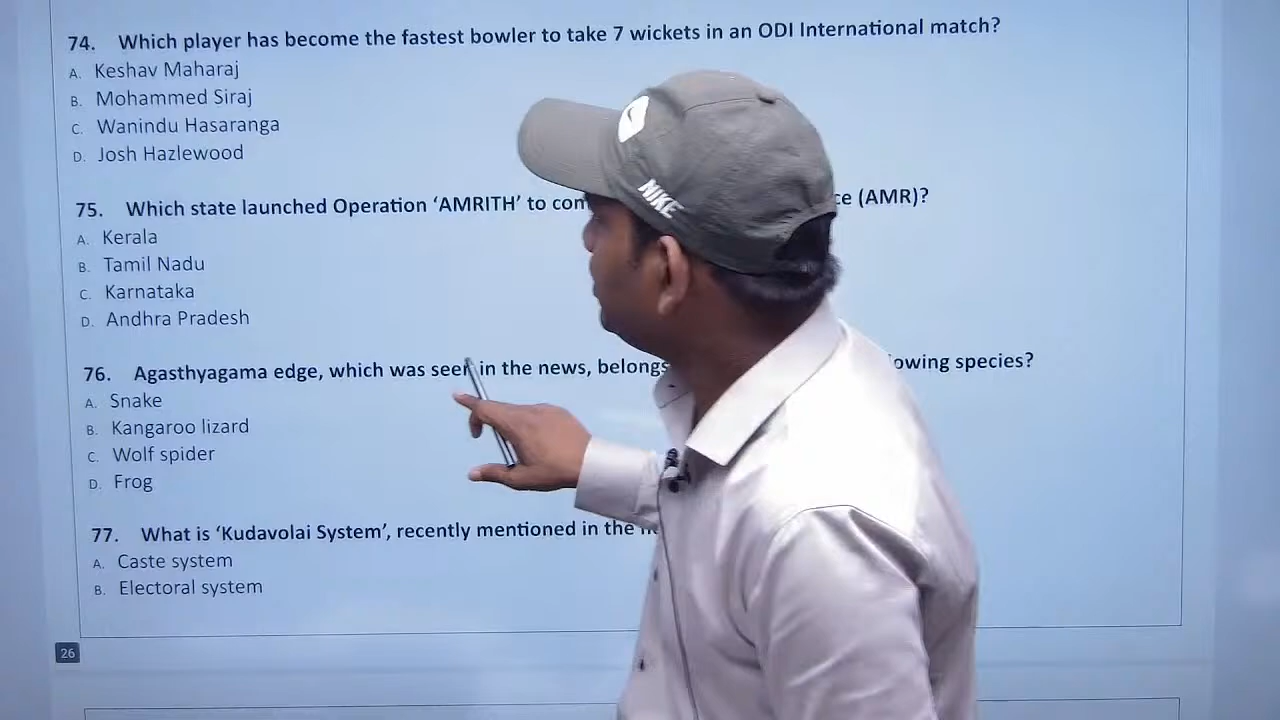 74. Which player has become the fastest bowler to take 7 wickets in an ODI International match?
A. Keshav Maharaj
B. Mohammed Siraj
C. Wanindu Hasaranga
D. Josh Hazlewood
75. Which state launched Operation ‘AMRITH’ to (AMR)?
A. Kerala
B. Tamil Nadu
C. Karnataka
D. Andhra Pradesh
76. Agasthyagama edge, which was seen in the news, belongs species?
A. Snake
B. Kangaroo lizard
C. Wolf spider
D. Frog
77. What is ‘Kudavolai System’, recently mentioned in the
A. Caste system
B. Electoral system
26
NIKE